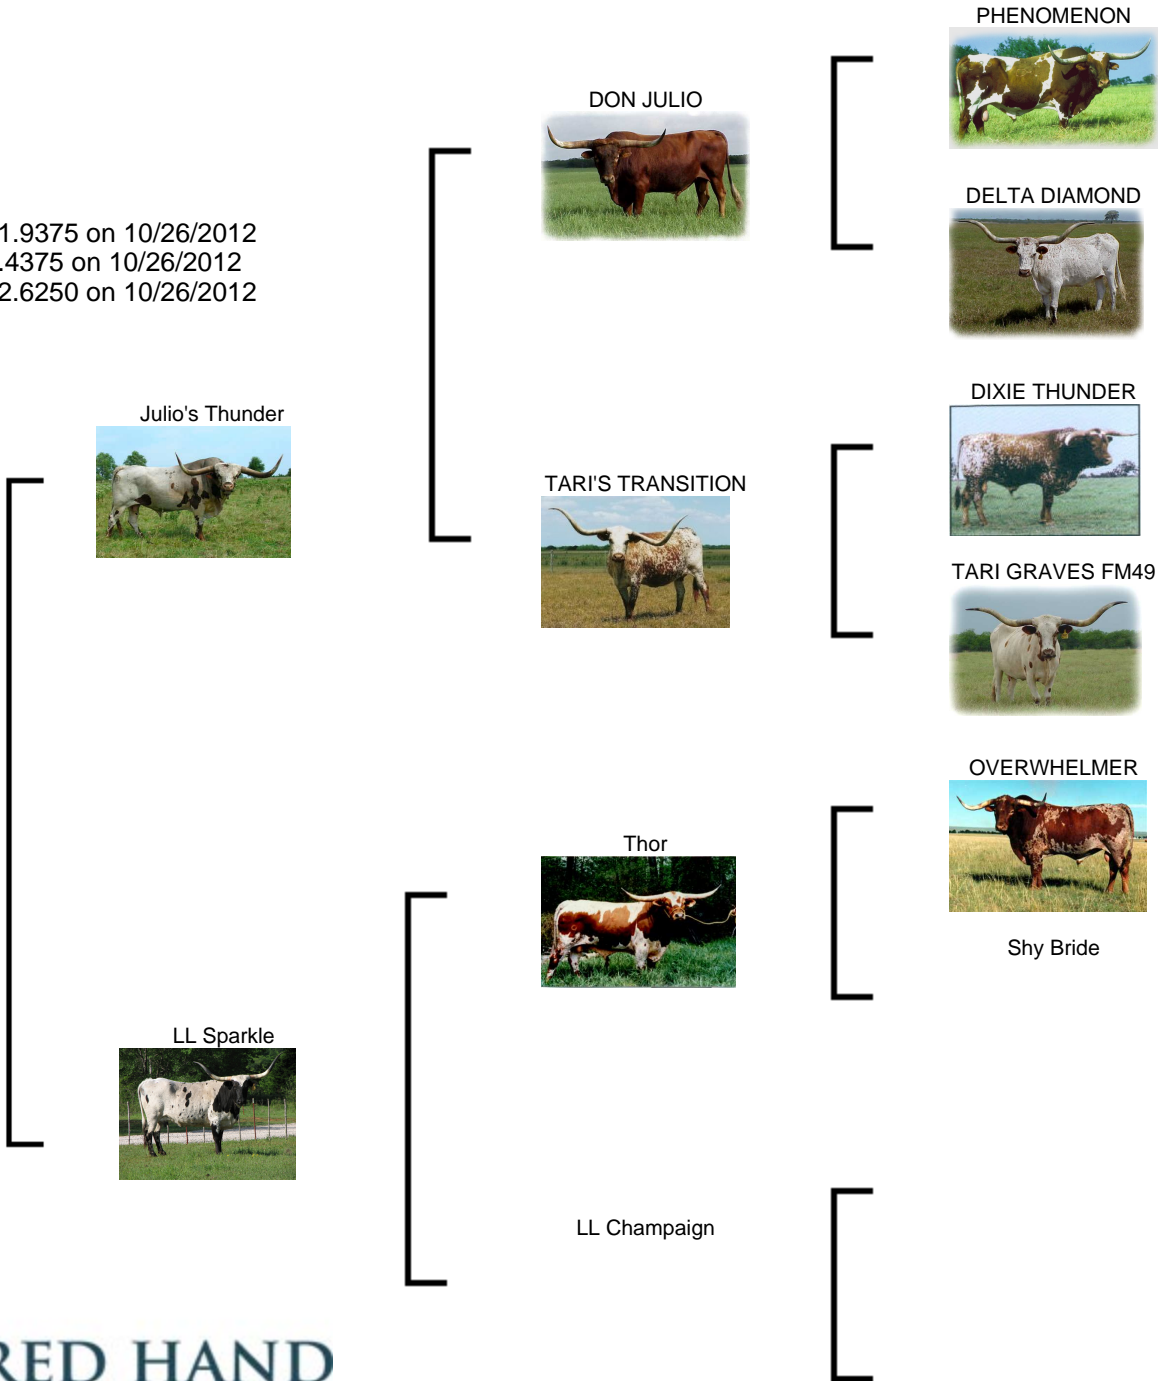 PHENOMENON
DON JULIO
DELTA DIAMOND
1.9375 on 10/26/2012
.4375 on 10/26/2012
2.6250 on 10/26/2012
DIXIE THUNDER
Julio's Thunder
TARI'S TRANSITION
TARI GRAVES FM49
OVERWHELMER
Thor
Shy Bride
LL Sparkle
LL Champaign
RED HAND